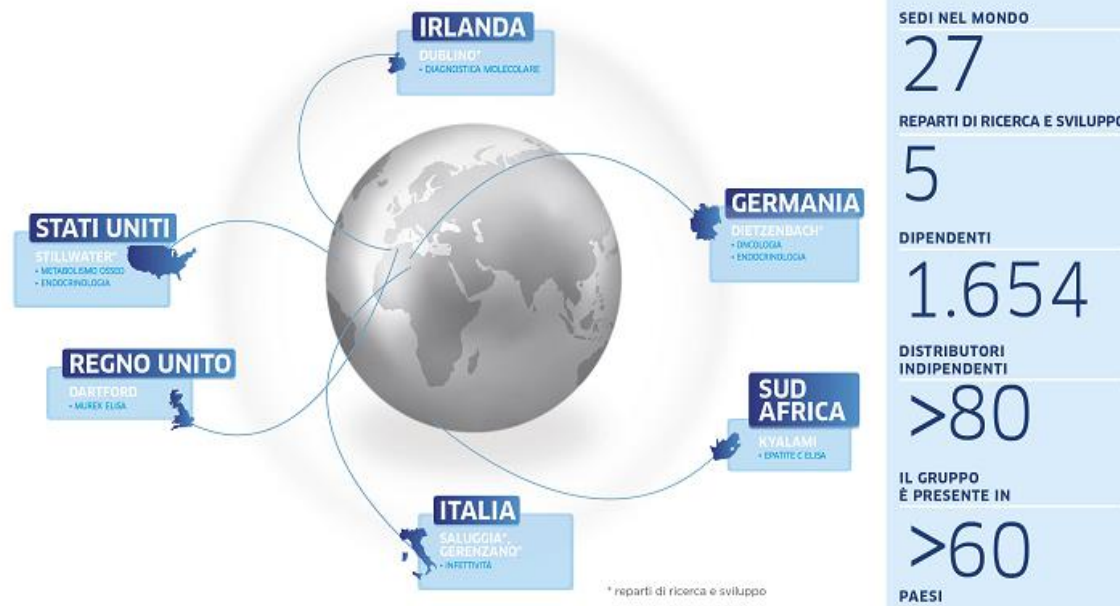 IRLANDA
DUBLINO*
• DIAGNOSTICA MOLECOLARE
STATI UNITI
STILLWATER*
• METABOLISMO OSSEO
• ENDOCRINOLOGIA
GERMANIA
DIETZENBACH*
• ONCOLOGIA
• ENDOCRINOLOGIA
REGNO UNITO
DARTFORD
• MUREX ELISA
SUD
AFRICA
KYALAMI
• EPATITE C ELISA
ITALIA
SALUGGIA*,
GERENZANO*
• INFETTIVITÀ
* reparti di ricerca e sviluppo
SEDI NEL MONDO
27
REPARTI DI RICERCA E SVILUPPO
5
DIPENDENTI
1.654
DISTRIBUTORI
INDIPENDENTI
>80
IL GRUPPO
È PRESENTE IN
>60
PAESI